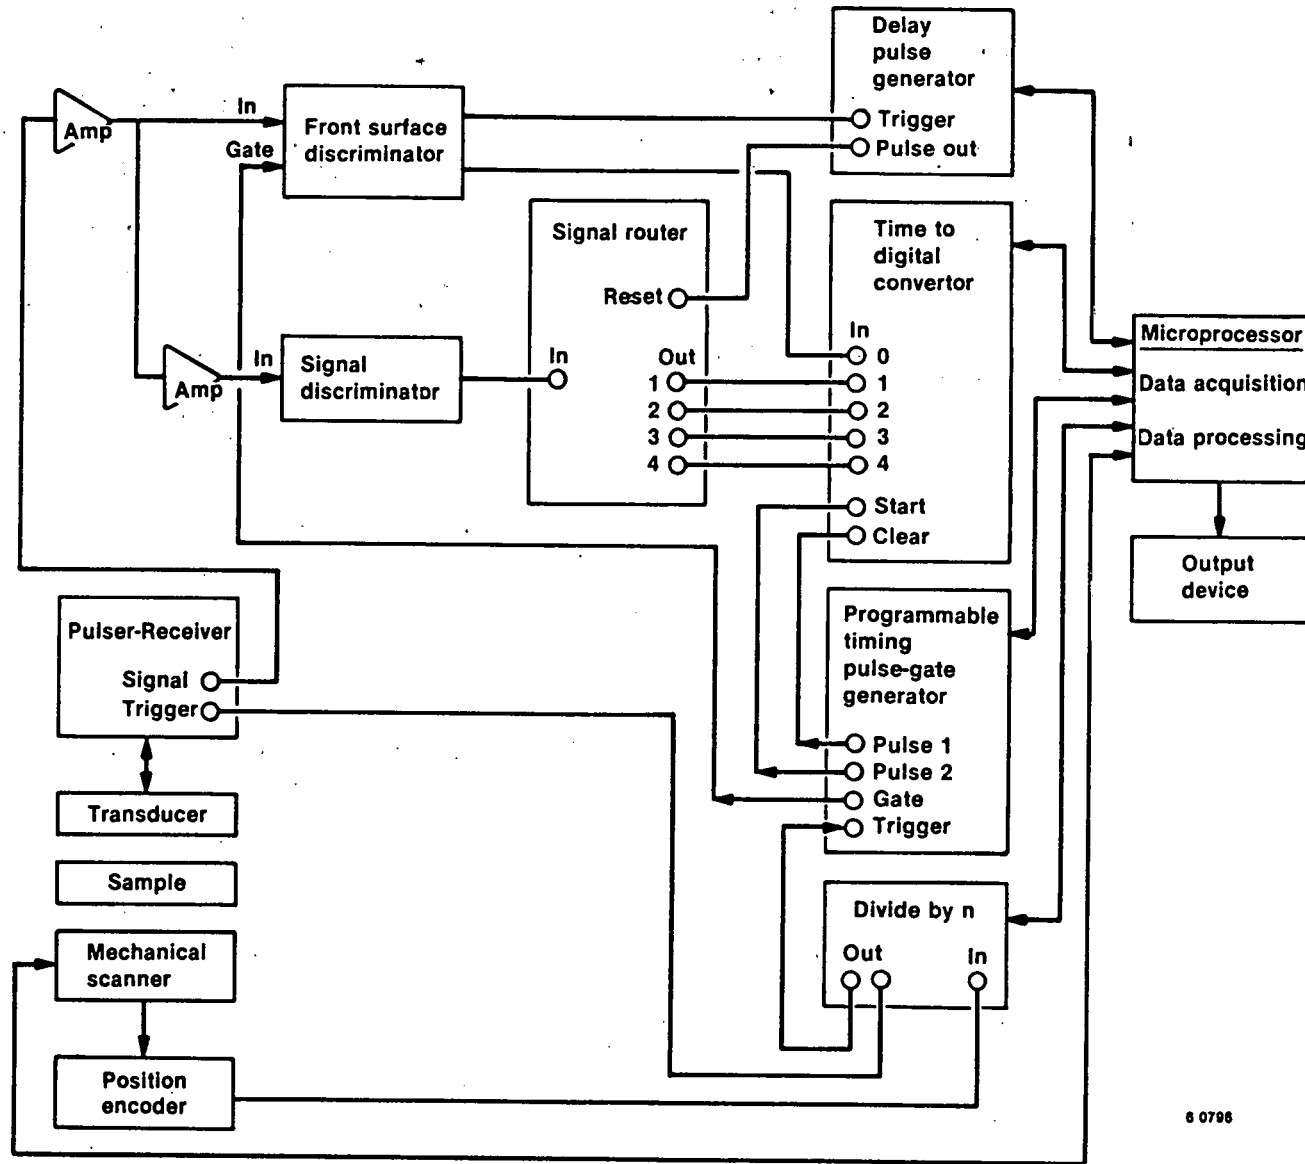 Delay
pulse
generator
Trigger
Pulse out
Amp
In
Gate
Front surface
discriminator
Signal router
Reset
In
Out
1
2
3
4
Time to
digital
convertor
In
0
1
2
3
4
Start
Clear
Amp
In
Signal
discriminator
Microprocessor
Data acquisition
Data processing
Output
device
Pulser-Receiver
Signal
Trigger
Programmable
timing
pulse-gate
generator
Pulse 1
Pulse 2
Gate
Trigger
Transducer
Sample
Divide by n
Out
In
Mechanical
scanner
Position
encoder
6 0796